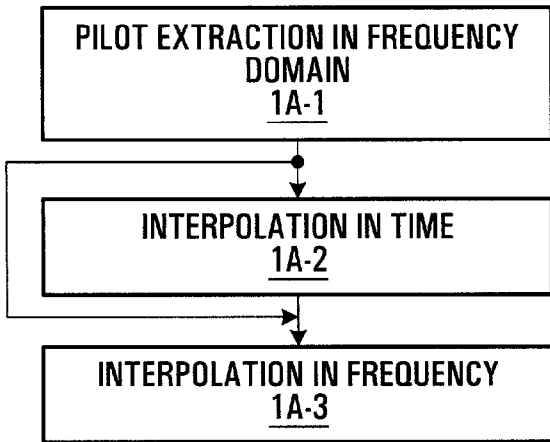 PILOT EXTRACTION IN FREQUENCY
DOMAIN
1A-1
INTERPOLATION IN TIME
1A-2
INTERPOLATION IN FREQUENCY
1A-3